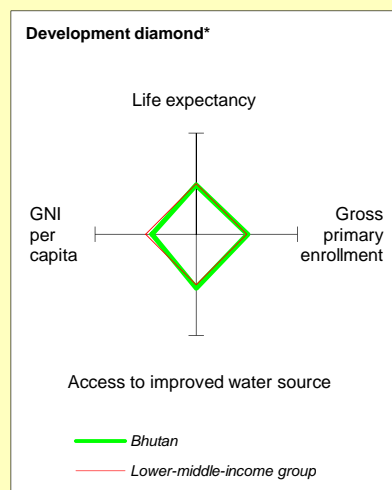 Development diamond*
Life expectancy
GNI
per
capita
Gross
primary
enrollment
Access to improved water source
Bhutan
Lower-middle-income group